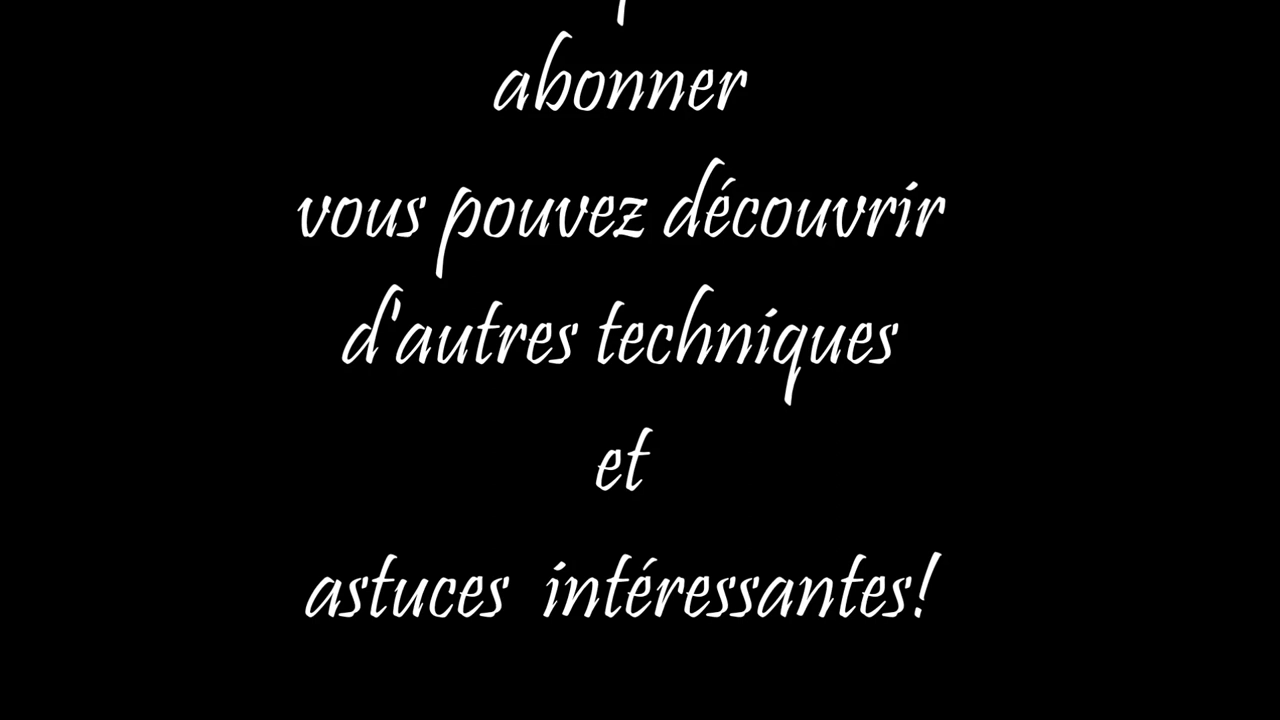 abonner
vous pouvez découvrir
d'autres techniques
et
astuces intéressantes!